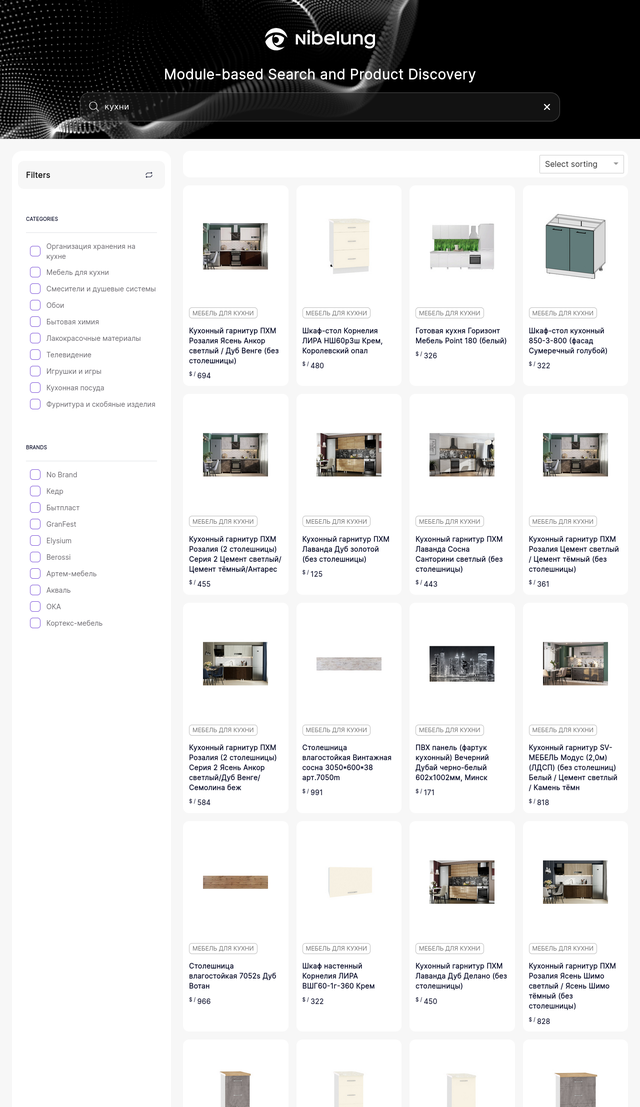 Nibelung
Module-based Search and Product Discovery
кухни
Filters
Select sorting
CATEGORIES
Организация хранения на
кухне
Мебель для кухни
Смесители и душевые системы
Обои
Бытовая химия
Лакокрасочные материалы
Телевидение
Игрушки и игры
Кухонная посуда
Фурнитура и скобяные изделия
BRANDS
No Brand
Кедр
Бытпласт
GranFest
Elysium
Berossi
Артем-мебель
Акваль
ОКА
Кортекс-мебель
МЕБЕЛЬ ДЛЯ КУХНИ
Кухонный гарнитур ПХМ
Розалия Ясень Анкор
светлый / Дуб Венге (без
столешницы)
$ / 694
МЕБЕЛЬ ДЛЯ КУХНИ
Шкаф-стол Корнелия
ЛИРА НШ60р3ш Крем,
Королевский опал
$ / 480
МЕБЕЛЬ ДЛЯ КУХНИ
Готовая кухня Горизонт
Мебель Point 180 (белый)
$ / 326
МЕБЕЛЬ ДЛЯ КУХНИ
Шкаф-стол кухонный
850-3-800 (фасад
Сумеречный голубой)
$ / 322
МЕБЕЛЬ ДЛЯ КУХНИ
Кухонный гарнитур ПХМ
Розалия (2 столешницы)
Серия 2 Цемент светлый/
Цемент тёмный/Антарес
$ / 455
МЕБЕЛЬ ДЛЯ КУХНИ
Кухонный гарнитур ПХМ
Лаванда Дуб золотой
(без столешницы)
$ / 125
МЕБЕЛЬ ДЛЯ КУХНИ
Кухонный гарнитур ПХМ
Лаванда Сосна
Санторини светлый (без
столешницы)
$ / 443
МЕБЕЛЬ ДЛЯ КУХНИ
Кухонный гарнитур ПХМ
Розалия Цемент светлый
/ Цемент тёмный (без
столешницы)
$ / 361
МЕБЕЛЬ ДЛЯ КУХНИ
Кухонный гарнитур ПХМ
Розалия (2 столешницы)
Серия 2 Ясень Анкор
светлый/Дуб Венге/
Семолина беж
$ / 584
МЕБЕЛЬ ДЛЯ КУХНИ
Столешница
влагостойкая Винтажная
сосна 3050*600*38
арт.7050m
$ / 991
МЕБЕЛЬ ДЛЯ КУХНИ
ПВХ панель (фартук
кухонный) Вечерний
Дубай черно-белый
602х1002мм, Минск
$ / 171
МЕБЕЛЬ ДЛЯ КУХНИ
Кухонный гарнитур SV-
МЕБЕЛЬ Модус (2,0м)
(ЛДСП) (без столешниц)
Белый / Цемент светлый
/ Камень тёмн
$ / 818
МЕБЕЛЬ ДЛЯ КУХНИ
Столешница
влагостойкая 7052s Дуб
Вотан
$ / 966
МЕБЕЛЬ ДЛЯ КУХНИ
Шкаф настенный
Корнелия ЛИРА
ВШГ60-1г-360 Крем
$ / 322
МЕБЕЛЬ ДЛЯ КУХНИ
Кухонный гарнитур ПХМ
Лаванда Дуб Делано (без
столешницы)
$ / 450
МЕБЕЛЬ ДЛЯ КУХНИ
Кухонный гарнитур ПХМ
Розалия Ясень Шимо
светлый / Ясень Шимо
тёмный (без
столешницы)
$ / 828